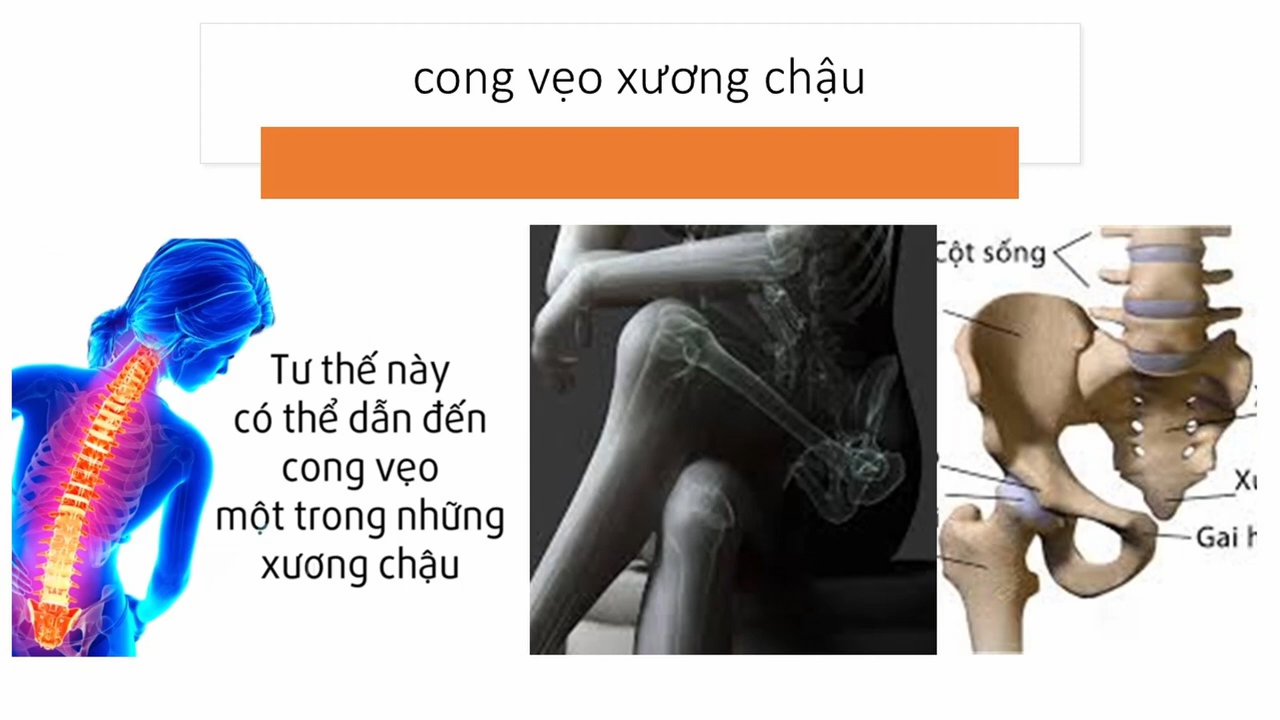 cong vẹo xương chậu
Tư thế này
có thể dẫn đến
cong vẹo
một trong những
xương chậu
Cột sống
Gai